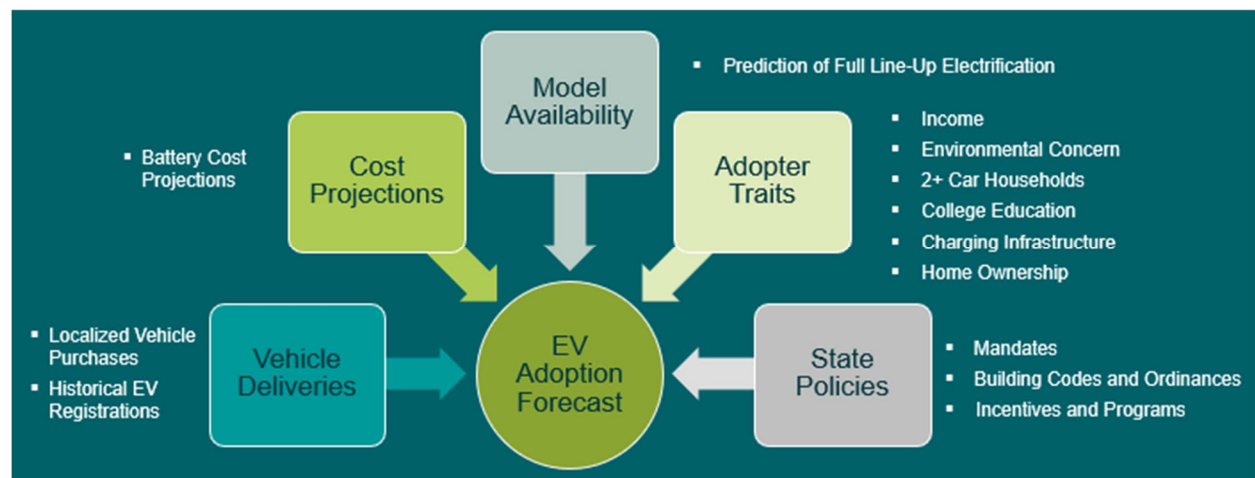 Model
Availability
▪ Prediction of Full Line-Up Electrification
▪ Battery Cost
Projections
Cost
Projections
Adopter
Traits
▪ Income
▪ Environmental Concern
▪ 2+ Car Households
▪ College Education
▪ Charging Infrastructure
▪ Home Ownership
▪ Localized Vehicle
Purchases
▪ Historical EV
Registrations
Vehicle
Deliveries
EV
Adoption
Forecast
State
Policies
▪ Mandates
▪ Building Codes and Ordinances
▪ Incentives and Programs